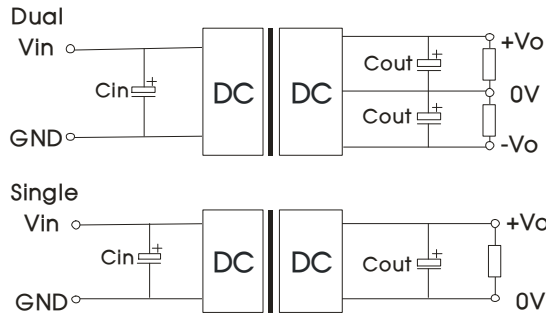 Dual
Vin
+Vo
Cout
Cin
DC
DC
0V
Cout
GND
-Vo
Single
Vin
+Vo
Cin
DC
DC
Cout
GND
0V